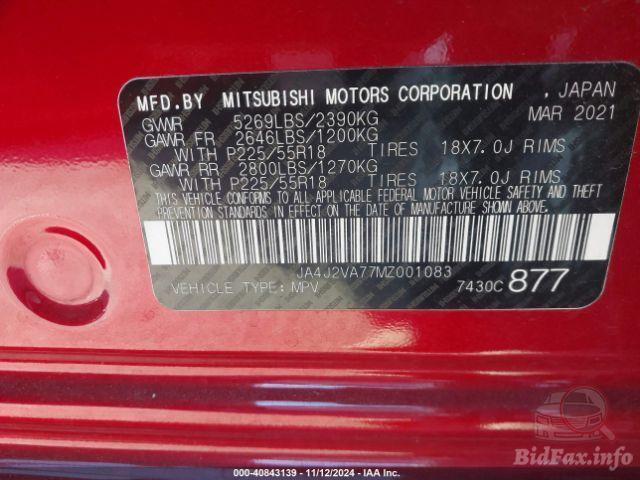 MFD.BY MITSUBISHI MOTORS CORPORATION , JAPAN
GVWR 5269LBS/2390KG MAR 2021
GAWR FR 2646LBS/1200KG
WITH P225/55R18 TIRES 18X7.0J RIMS
GAWR RR 2800LBS/1270KG
WITH P225/55R18 TIRES 18X7.0J RIMS
THIS VEHICLE CONFORMS TO ALL APPLICABLE FEDERAL MOTOR VEHICLE SAFETY AND THEFT
PREVENTION STANDARDS IN EFFECT ON THE DATE OF MANUFACTURE SHOWN ABOVE.
JA4J2VA77MZ001083
VEHICLE TYPE: MPV 7430C 877
BidFax.info
000-40843139 - 11/12/2024 - IAA Inc.